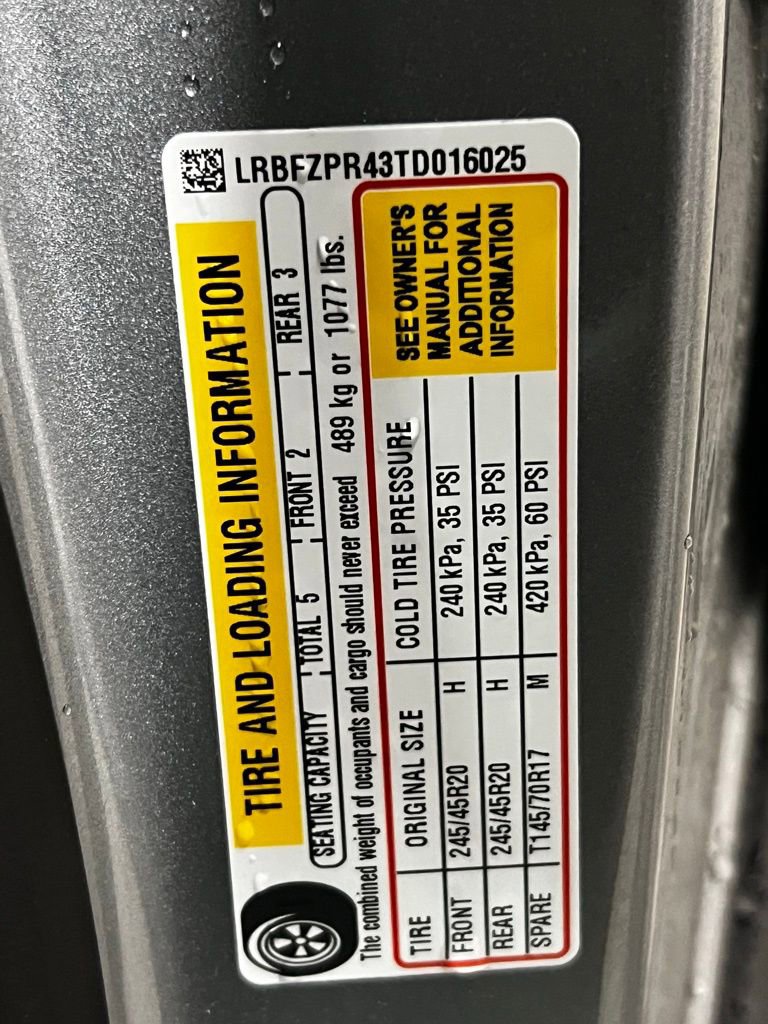 LRBFZPR43TD016025
TIRE AND LOADING INFORMATION
SEATING CAPACITY TOTAL 5 FRONT 2 REAR 3
The combined weight of occupants and cargo should never exceed 489 kg or 1077 lbs.
TIRE ORIGINAL SIZE COLD TIRE PRESSURE
FRONT 245/45R20 H 240 kPa, 35 PSI
REAR 245/45R20 H 240 kPa, 35 PSI
SPARE T145/70R17 M 420 kPa, 60 PSI
SEE OWNER'S
MANUAL FOR
ADDITIONAL
INFORMATION